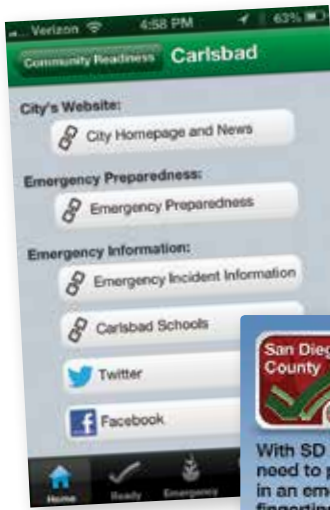 Verizon 4:58 PM 63%
Community Readiness Carlsbad
City's Website:
City Homepage and News
Emergency Preparedness:
Emergency Preparedness
Emergency Information:
Emergency Incident Information
Carlsbad Schools
Twitter
Facebook
Home Ready Emergency
San Dieg
County
With SD
need to p
in an em
fingertip